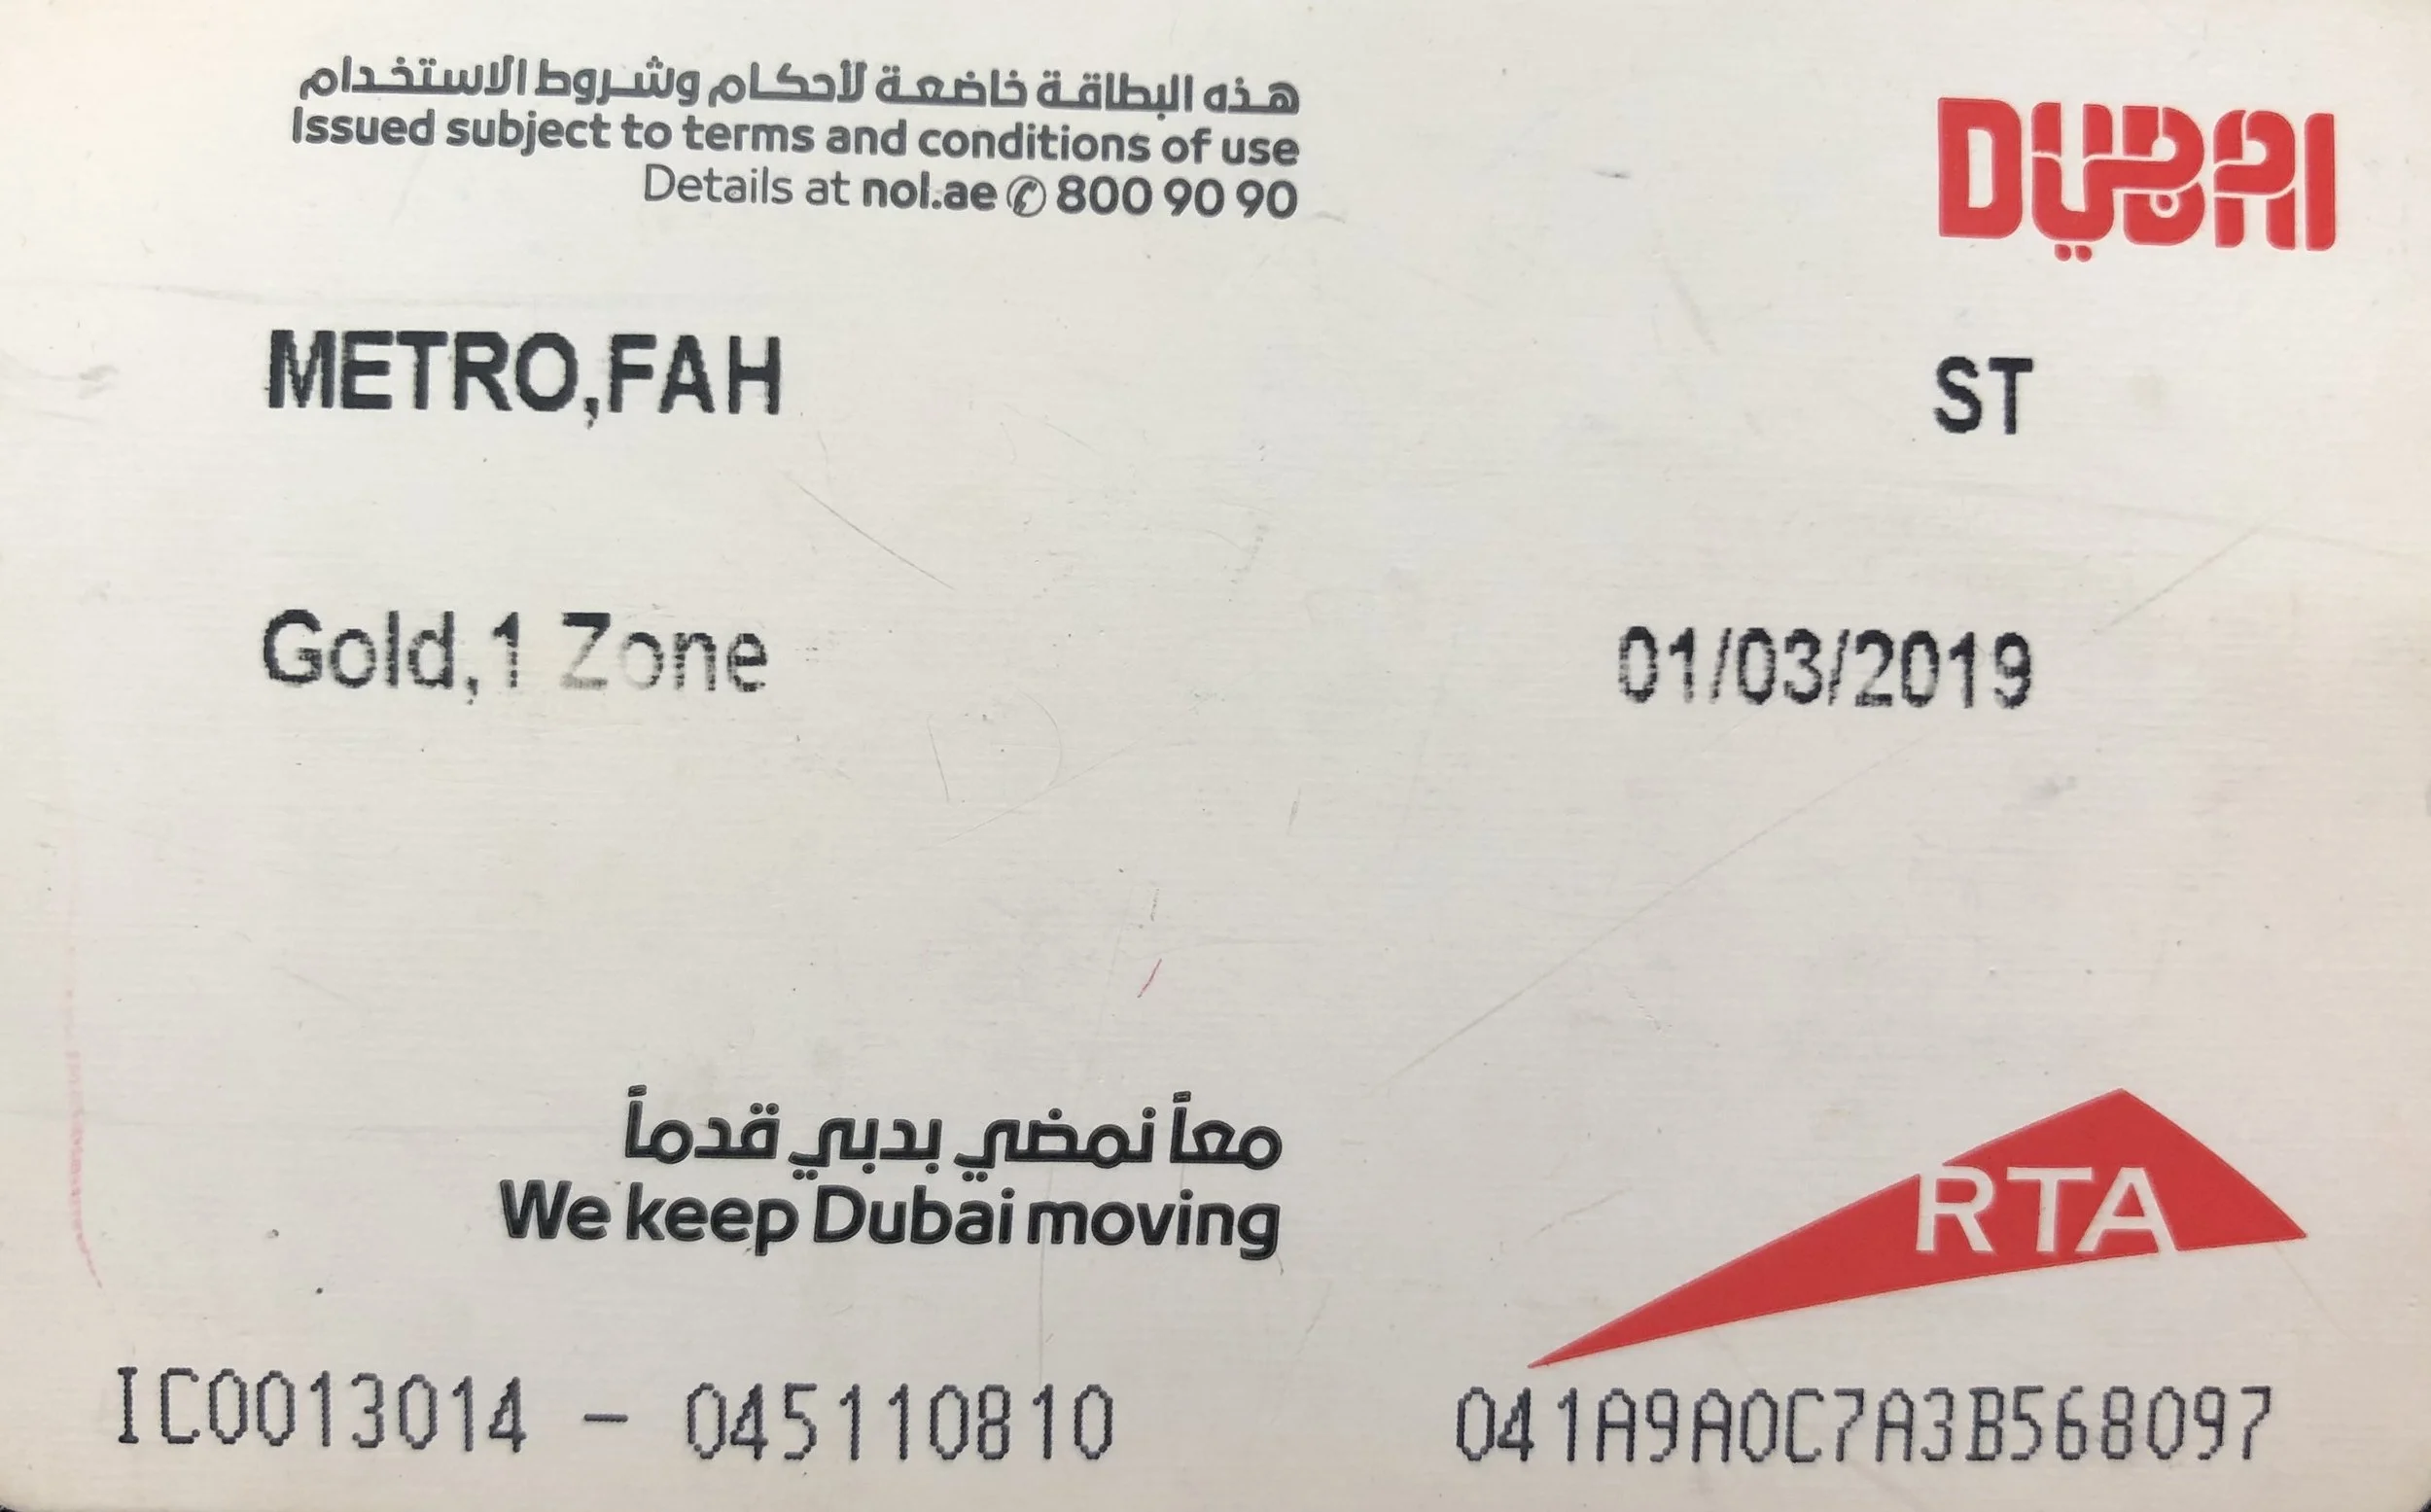 هذه البطاقة خاضعة لأحكام وشروط الاستخدام
Issued subject to terms and conditions of use
Details at nol.ae ✆ 800 90 90
DUBAI
METRO,FAH
ST
Gold,1 Zone
01/03/2019
معاً نمضي بدبي قدماً
We keep Dubai moving
RTA
IC0013014 – 045110810
041A9A0C7A3B568097